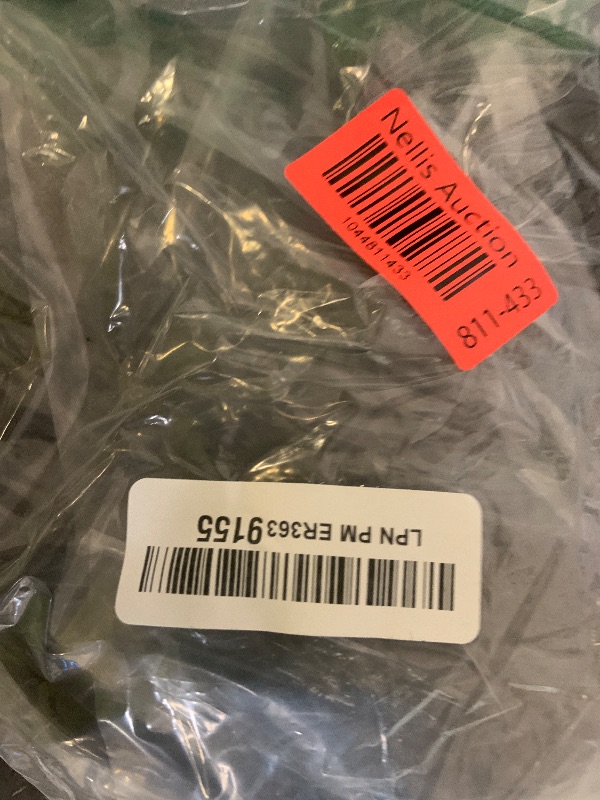 Nellis Auction
1044811433
811-433
LPN PM ER3639155